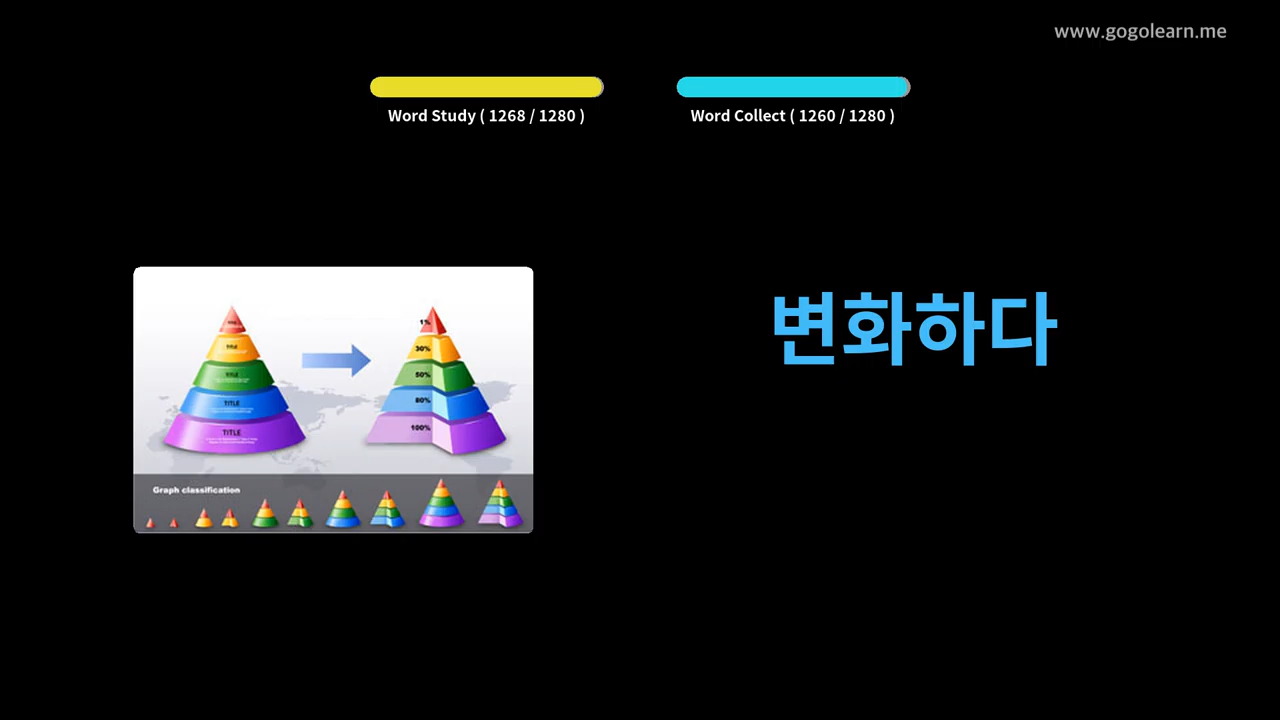 www.gogolearn.me
Word Study ( 1268 / 1280 )
Word Collect ( 1260 / 1280 )
변화하다
TITLE
TITLE
TITLE
TITLE
1%
30%
50%
80%
100%
Graph classification